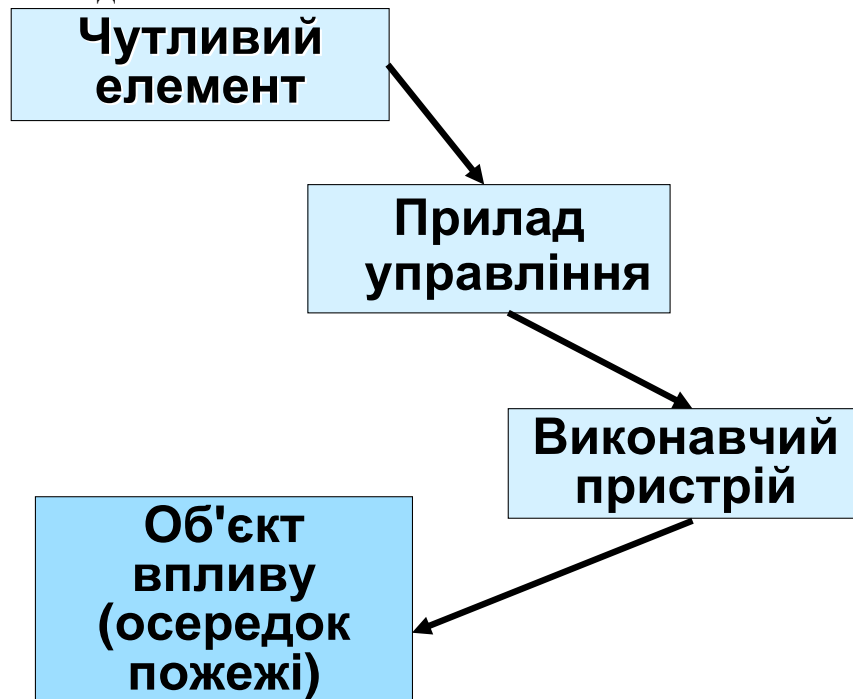 Чутливий
елемент
Прилад
управління
Виконавчий
пристрій
Об'єкт
впливу
(осередок
пожежі)